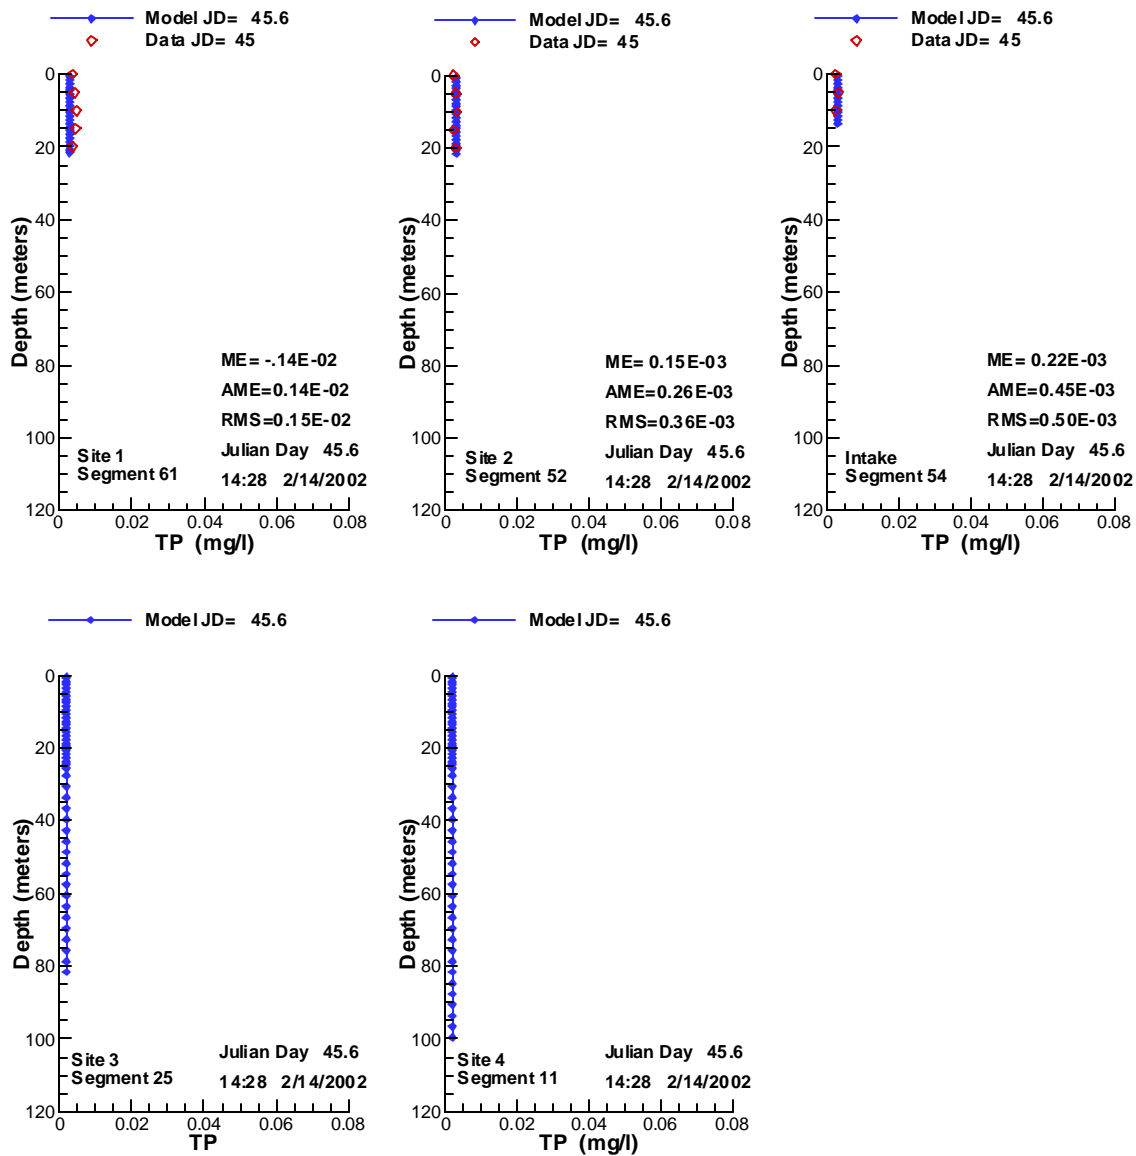 Model JD= 45.6
Data JD= 45
0
20
40
60
80
100
120
Depth (meters)
ME= -.14E-02
AME=0.14E-02
RMS=0.15E-02
Julian Day 45.6
14:28 2/14/2002
Site 1
Segment 61
0 0.02 0.04 0.06 0.08
TP (mg/l)
Model JD= 45.6
Data JD= 45
0
20
40
60
80
100
120
Depth (meters)
ME= 0.15E-03
AME=0.26E-03
RMS=0.36E-03
Julian Day 45.6
14:28 2/14/2002
Site 2
Segment 52
0 0.02 0.04 0.06 0.08
TP (mg/l)
Model JD= 45.6
Data JD= 45
0
20
40
60
80
100
120
Depth (meters)
ME= 0.22E-03
AME=0.45E-03
RMS=0.50E-03
Julian Day 45.6
14:28 2/14/2002
Intake
Segment 54
0 0.02 0.04 0.06 0.08
TP (mg/l)
Model JD= 45.6
0
20
40
60
80
100
120
Depth (meters)
Site 3
Segment 25
Julian Day 45.6
14:28 2/14/2002
0 0.02 0.04 0.06 0.08
TP
Model JD= 45.6
0
20
40
60
80
100
120
Depth (meters)
Site 4
Segment 11
Julian Day 45.6
14:28 2/14/2002
0 0.02 0.04 0.06 0.08
TP (mg/l)